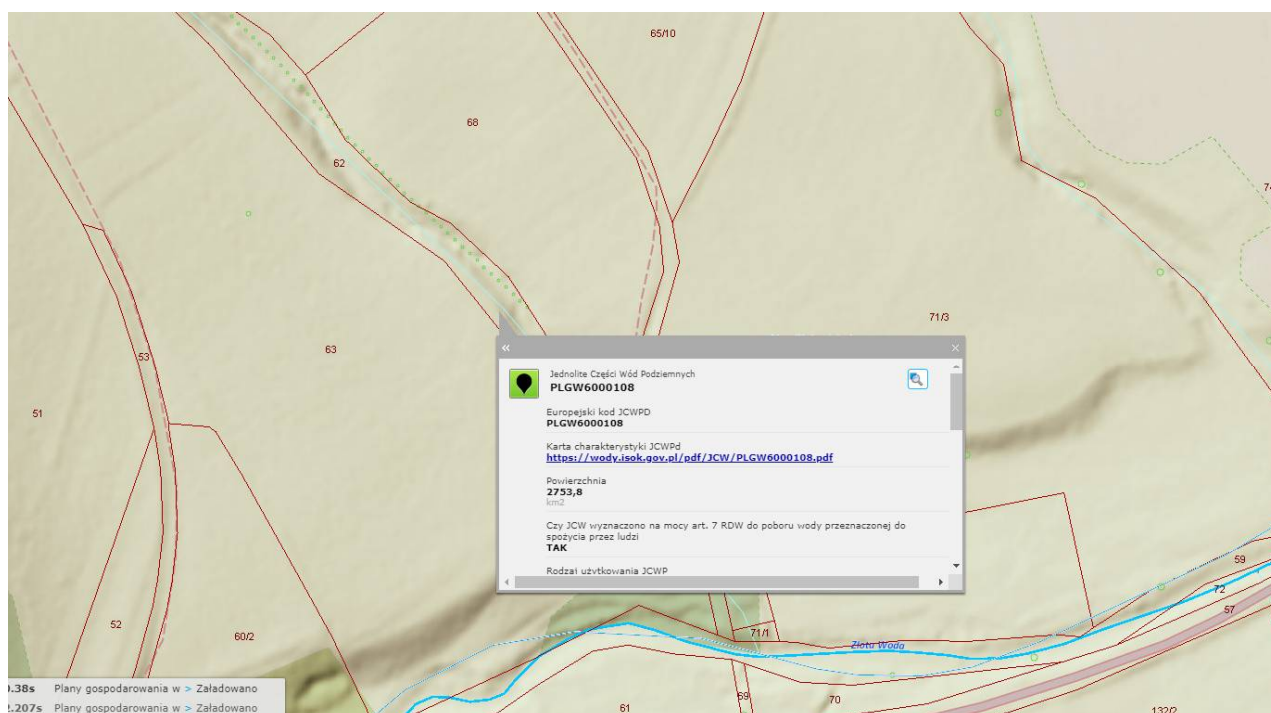 65/10
68
62
74
71/3
63
53
51
«
×
Jednolite Części Wód Podziemnych
PLGW6000108
Europejski kod JCWPD
PLGW6000108
Karta charakterystyki JCWPd
https://wody.isok.gov.pl/pdf/JCW/PLGW6000108.pdf
Powierzchnia
2753,8
km2
Czy JCW wyznaczono na mocy art. 7 RDW do poboru wody przeznaczonej do
spożycia przez ludzi
TAK
Rodzaj użytkowania JCWP
59
72
57
52
60/2
71/1
Złota Woda
0.38s Plany gospodarowania w > Załadowano
2.207s Plany gospodarowania w > Załadowano
61
69
70
132/2